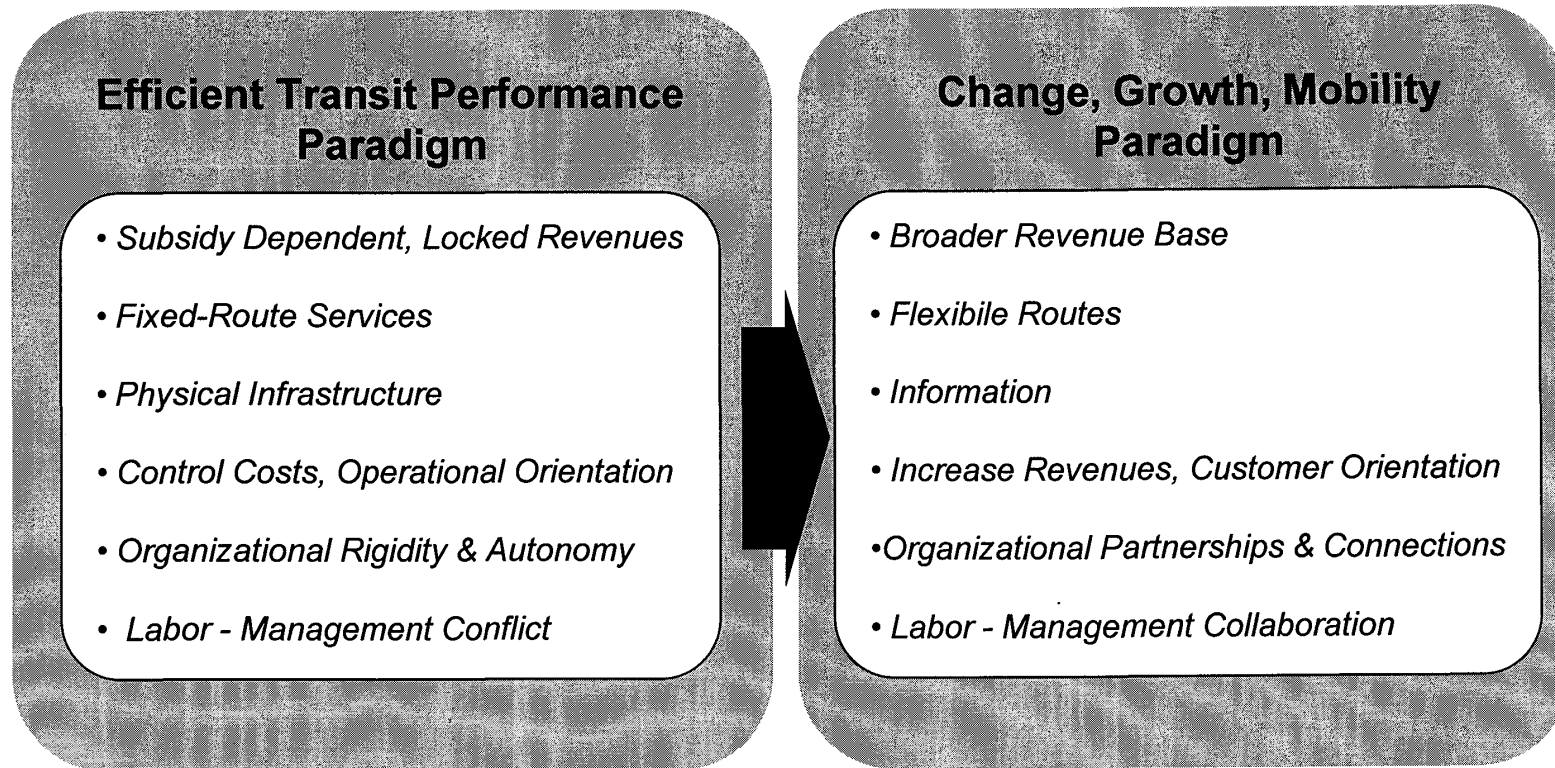 Efficient Transit Performance
Paradigm
• Subsidy Dependent, Locked Revenues
• Fixed-Route Services
• Physical Infrastructure
• Control Costs, Operational Orientation
• Organizational Rigidity & Autonomy
• Labor - Management Conflict
Change, Growth, Mobility
Paradigm
• Broader Revenue Base
• Flexibile Routes
• Information
• Increase Revenues, Customer Orientation
•Organizational Partnerships & Connections
• Labor - Management Collaboration